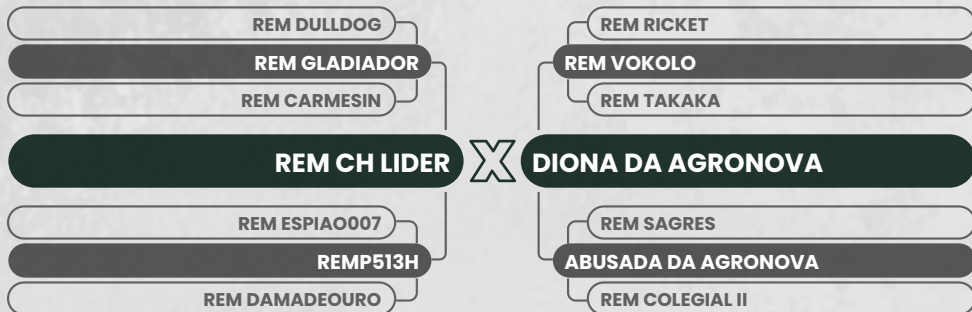 REM DULLDOG
REM GLADIADOR
REM CARMESIN
REM RICKET
REM VOKOLO
REM TAKAKA
REM CH LIDER X DIONA DA AGRONOVA
REM ESPIAO007
REMP513H
REM DAMADEOURO
REM SAGRES
ABUSADA DA AGRONOVA
REM COLEGIAL II